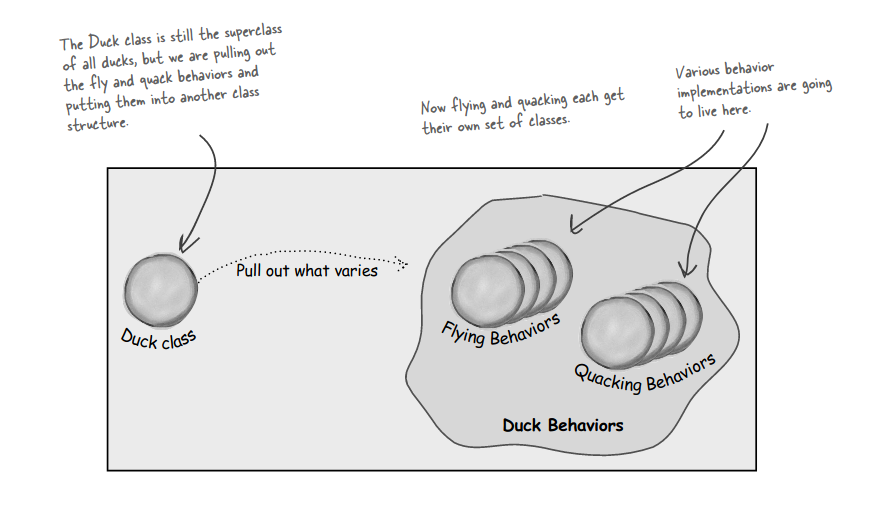 The Duck class is still the superclass
of all ducks, but we are pulling out
the fly and quack behaviors and
putting them into another class
structure.
Now flying and quacking each get
their own set of classes.
Various behavior
implementations are going
to live here.
Pull out what varies
Duck class
Flying Behaviors
Quacking Behaviors
Duck Behaviors